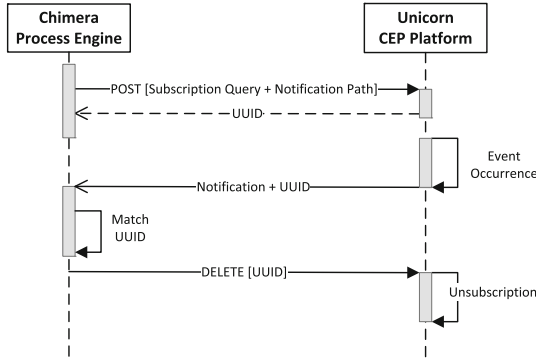 Chimera
Process Engine
Unicorn
CEP Platform
POST [Subscription Query + Notification Path]
UUID
Event
Occurrence
Notification + UUID
Match
UUID
DELETE [UUID]
Unsubscription